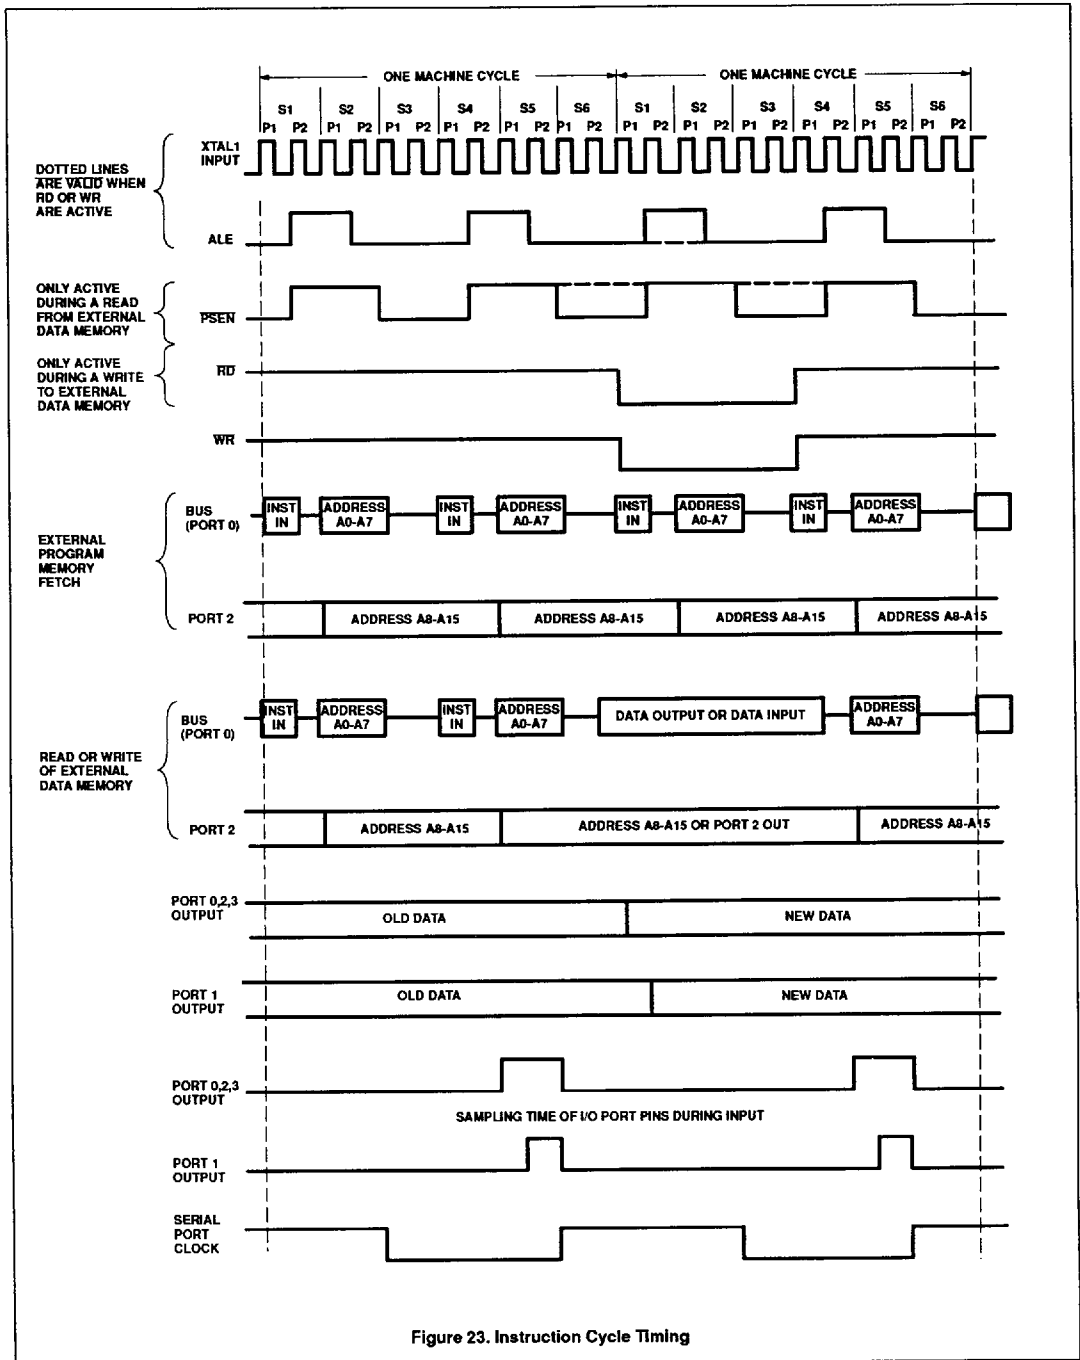 ONE MACHINE CYCLE ONE MACHINE CYCLE
S1 S2 S3 S4 S5 S6 S1 S2 S3 S4 S5 S6
P1 P2 P1 P2 P1 P2 P1 P2 P1 P2 P1 P2 P1 P2 P1 P2 P1 P2 P1 P2 P1 P2 P1 P2
XTAL1
INPUT
DOTTED LINES
ARE VALID WHEN
RD OR WR
ARE ACTIVE
ALE
ONLY ACTIVE
DURING A READ
FROM EXTERNAL
DATA MEMORY
PSEN
ONLY ACTIVE
DURING A WRITE
TO EXTERNAL
DATA MEMORY
RD
WR
EXTERNAL
PROGRAM
MEMORY
FETCH
BUS
(PORT 0)
INST
IN
ADDRESS
A0-A7
INST
IN
ADDRESS
A0-A7
INST
IN
ADDRESS
A0-A7
INST
IN
ADDRESS
A0-A7
PORT 2
ADDRESS A8-A15 ADDRESS A8-A15 ADDRESS A8-A15 ADDRESS A8-A15
READ OR WRITE
OF EXTERNAL
DATA MEMORY
BUS
(PORT 0)
INST
IN
ADDRESS
A0-A7
INST
IN
ADDRESS
A0-A7
DATA OUTPUT OR DATA INPUT
ADDRESS
A0-A7
PORT 2
ADDRESS A8-A15 ADDRESS A8-A15 OR PORT 2 OUT ADDRESS A8-A15
PORT 0,2,3
OUTPUT
OLD DATA NEW DATA
PORT 1
OUTPUT
OLD DATA NEW DATA
PORT 0,2,3
OUTPUT
SAMPLING TIME OF I/O PORT PINS DURING INPUT
PORT 1
OUTPUT
SERIAL
PORT
CLOCK
Figure 23. Instruction Cycle Timing